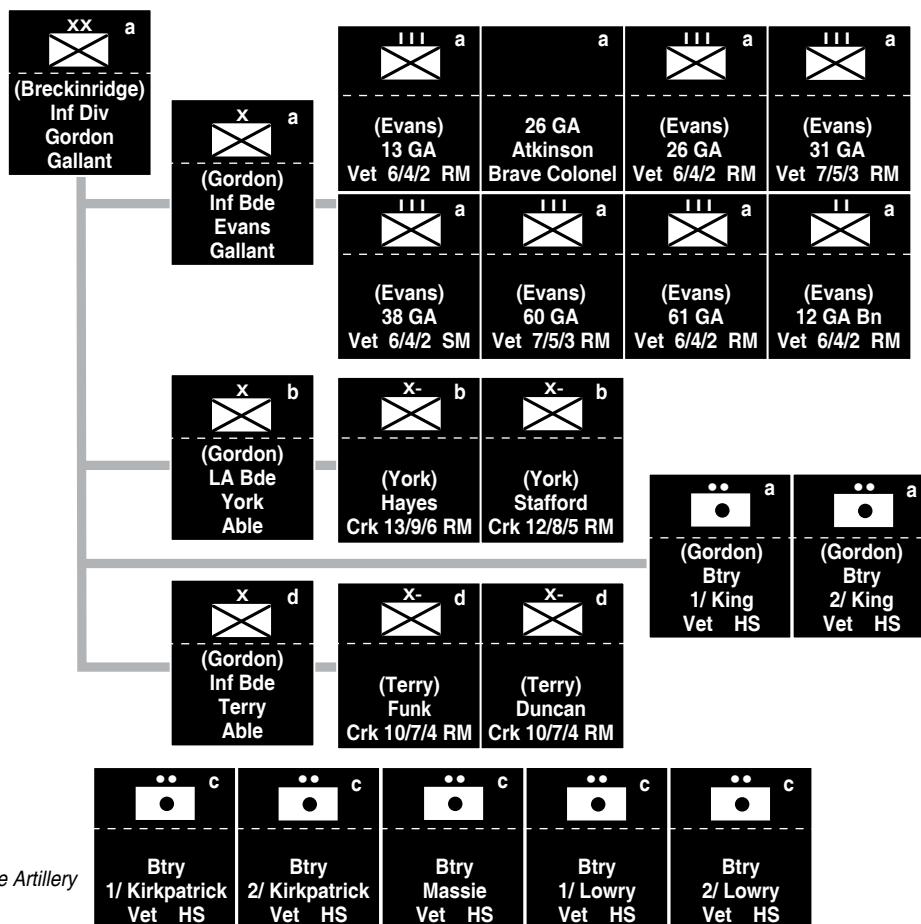 XX a
(Breckinridge)
Inf Div
Gordon
Gallant
X a
(Gordon)
Inf Bde
Evans
Gallant
III a
(Evans)
13 GA
Vet 6/4/2 RM
a
26 GA
Atkinson
Brave Colonel
III a
(Evans)
26 GA
Vet 6/4/2 RM
III a
(Evans)
31 GA
Vet 7/5/3 RM
III a
(Evans)
38 GA
Vet 6/4/2 SM
III a
(Evans)
60 GA
Vet 7/5/3 RM
III a
(Evans)
61 GA
Vet 6/4/2 RM
II a
(Evans)
12 GA Bn
Vet 6/4/2 RM
X b
(Gordon)
LA Bde
York
Able
X- b
(York)
Hayes
Crk 13/9/6 RM
X- b
(York)
Stafford
Crk 12/8/5 RM
a
(Gordon)
Btry
1/ King
Vet HS
a
(Gordon)
Btry
2/ King
Vet HS
X d
(Gordon)
Inf Bde
Terry
Able
X- d
(Terry)
Funk
Crk 10/7/4 RM
X- d
(Terry)
Duncan
Crk 10/7/4 RM
e Artillery
c
Btry
1/ Kirkpatrick
Vet HS
c
Btry
2/ Kirkpatrick
Vet HS
c
Btry
Massie
Vet HS
c
Btry
1/ Lowry
Vet HS
c
Btry
2/ Lowry
Vet HS